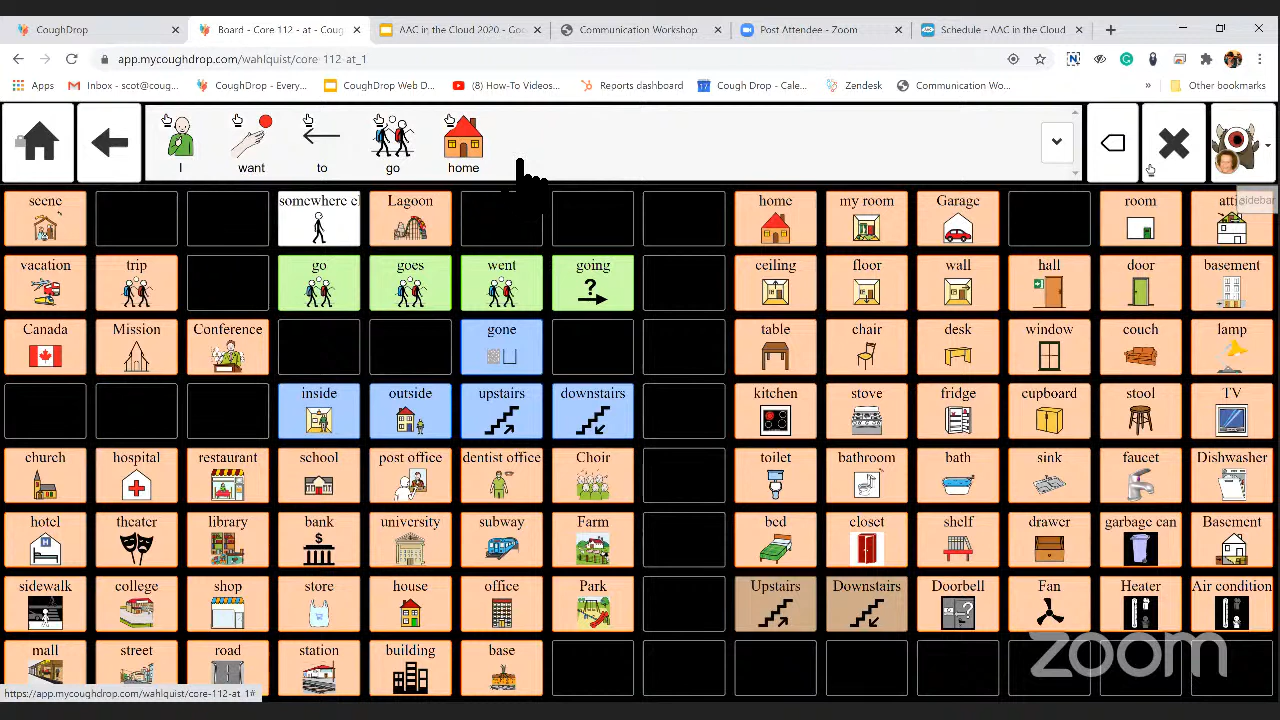 CoughDrop
Board - Core 112 - at - Coug
AAC in the Cloud 2020 - Goo
Communication Workshop
Post Attendee - Zoom
Schedule - AAC in the Cloud
app.mycoughdrop.com/wahlquist/core-112-at_1
Apps
Inbox - scot@coug...
CoughDrop - Every...
CoughDrop Web D...
(8) How-To Videos...
Reports dashboard
Cough Drop - Cale...
Zendesk
Communication Wo...
Other bookmarks
I want to go home
sidebar
scene somewhere el Lagoon home my room Garage room atti
vacation trip go goes went going ceiling floor wall hall door basement
Canada Mission Conference gone table chair desk window couch lamp
inside outside upstairs downstairs kitchen stove fridge cupboard stool TV
church hospital restaurant school post office dentist office Choir toilet bathroom bath sink faucet Dishwasher
hotel theater library bank university subway Farm bed closet shelf drawer garbage can Basement
sidewalk college shop store house office Park Upstairs Downstairs Doorbell Fan Heater Air condition
mall street road station building base
https://app.mycoughdrop.com/wahlquist/core-112-at_1#
zoom